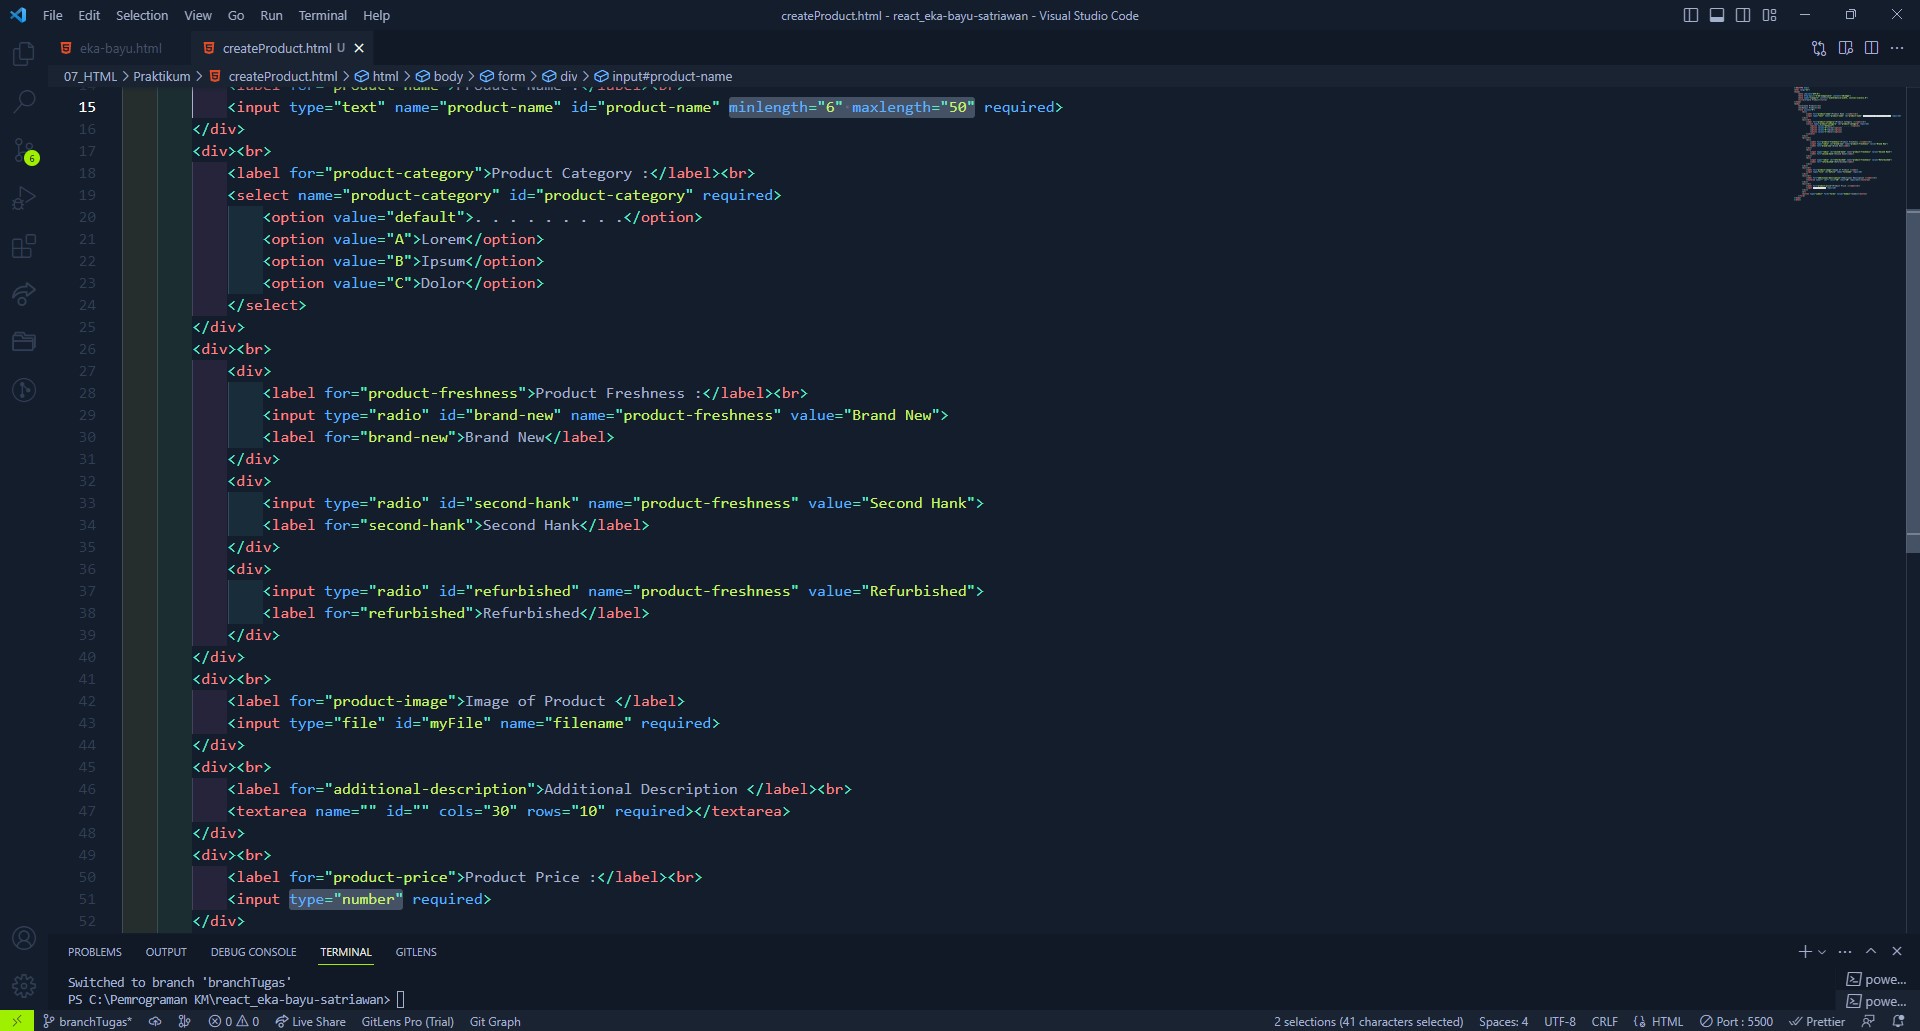 File Edit Selection View Go Run Terminal Help
createProduct.html - react_eka-bayu-satriawan - Visual Studio Code
eka-bayu.html
createProduct.html U
07_HTML > Praktikum > createProduct.html > html > body > form > div > input#product-name
15 <input type="text" name="product-name" id="product-name" minlength="6" maxlength="50" required>
16 </div>
17 <div><br>
18 <label for="product-category">Product Category :</label><br>
19 <select name="product-category" id="product-category" required>
20 <option value="default">. . . . . . . . .</option>
21 <option value="A">Lorem</option>
22 <option value="B">Ipsum</option>
23 <option value="C">Dolor</option>
24 </select>
25 </div>
26 <div><br>
27 <div>
28 <label for="product-freshness">Product Freshness :</label><br>
29 <input type="radio" id="brand-new" name="product-freshness" value="Brand New">
30 <label for="brand-new">Brand New</label>
31 </div>
32 <div>
33 <input type="radio" id="second-hank" name="product-freshness" value="Second Hank">
34 <label for="second-hank">Second Hank</label>
35 </div>
36 <div>
37 <input type="radio" id="refurbished" name="product-freshness" value="Refurbished">
38 <label for="refurbished">Refurbished</label>
39 </div>
40 </div>
41 <div><br>
42 <label for="product-image">Image of Product </label>
43 <input type="file" id="myFile" name="filename" required>
44 </div>
45 <div><br>
46 <label for="additional-description">Additional Description </label><br>
47 <textarea name="" id="" cols="30" rows="10" required></textarea>
48 </div>
49 <div><br>
50 <label for="product-price">Product Price :</label><br>
51 <input type="number" required>
52 </div>
6
PROBLEMS OUTPUT DEBUG CONSOLE TERMINAL GITLENS
Switched to branch 'branchTugas'
PS C:\Pemrograman KM\react_eka-bayu-satriawan>
powe...
powe...
branchTugas* 0 0 Live Share GitLens Pro (Trial) Git Graph
2 selections (41 characters selected) Spaces: 4 UTF-8 CRLF HTML Port : 5500 Prettier